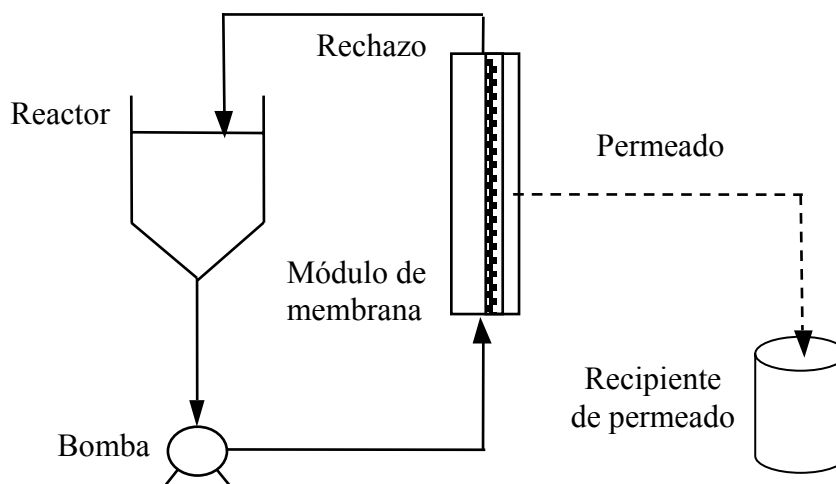 Rechazo
Reactor
Permeado
Módulo de
membrana
Recipiente
de permeado
Bomba